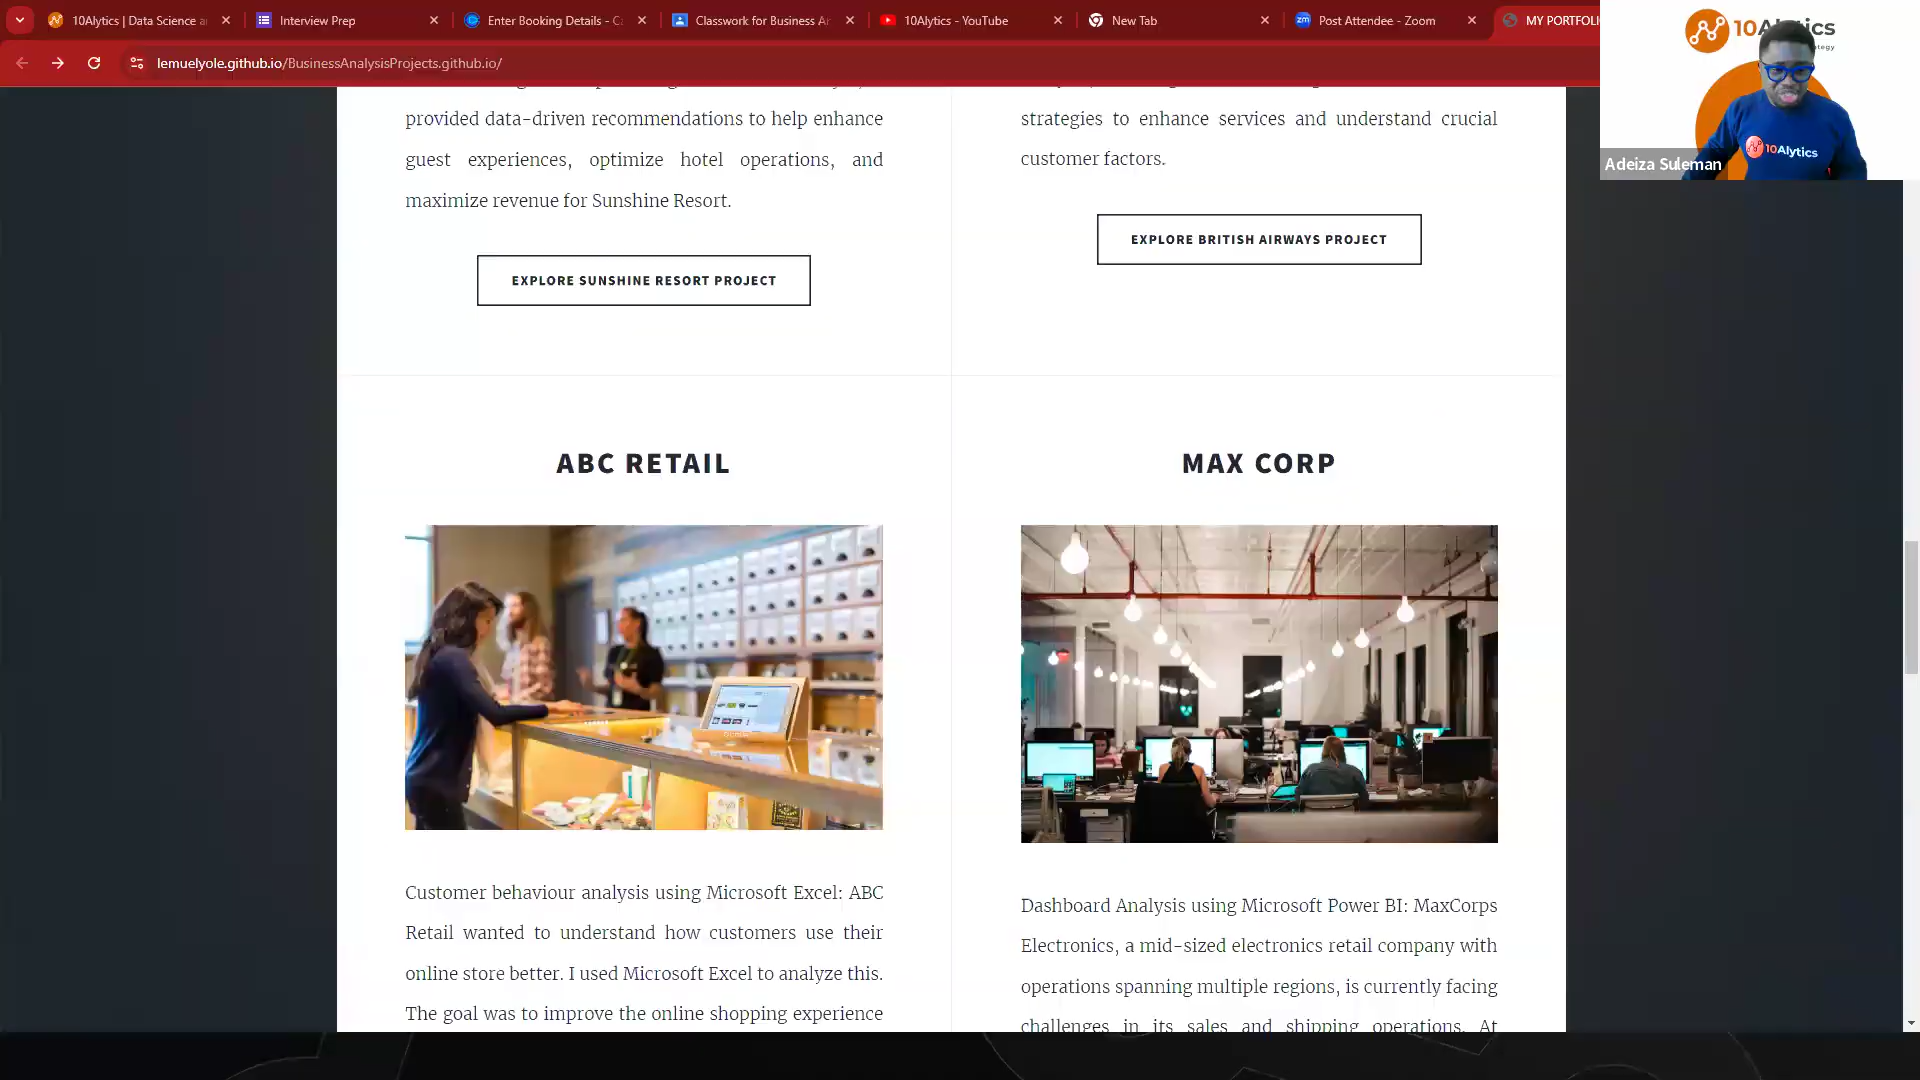 10Alytics | Data Science a
Interview Prep
Enter Booking Details - C
Classwork for Business Ar
10Alytics - YouTube
New Tab
zm
Post Attendee - Zoom
MY PORTFOLI
lemuelyole.github.io/BusinessAnalysisProjects.github.io/
10Alytics
10Alytics
Adeiza Suleman
provided data-driven recommendations to help enhance
guest experiences, optimize hotel operations, and
maximize revenue for Sunshine Resort.
EXPLORE SUNSHINE RESORT PROJECT
strategies to enhance services and understand crucial
customer factors.
EXPLORE BRITISH AIRWAYS PROJECT
ABC RETAIL
Customer behaviour analysis using Microsoft Excel: ABC
Retail wanted to understand how customers use their
online store better. I used Microsoft Excel to analyze this.
The goal was to improve the online shopping experience
MAX CORP
Dashboard Analysis using Microsoft Power BI: MaxCorps
Electronics, a mid-sized electronics retail company with
operations spanning multiple regions, is currently facing
challenges in its sales and shipping operations. At